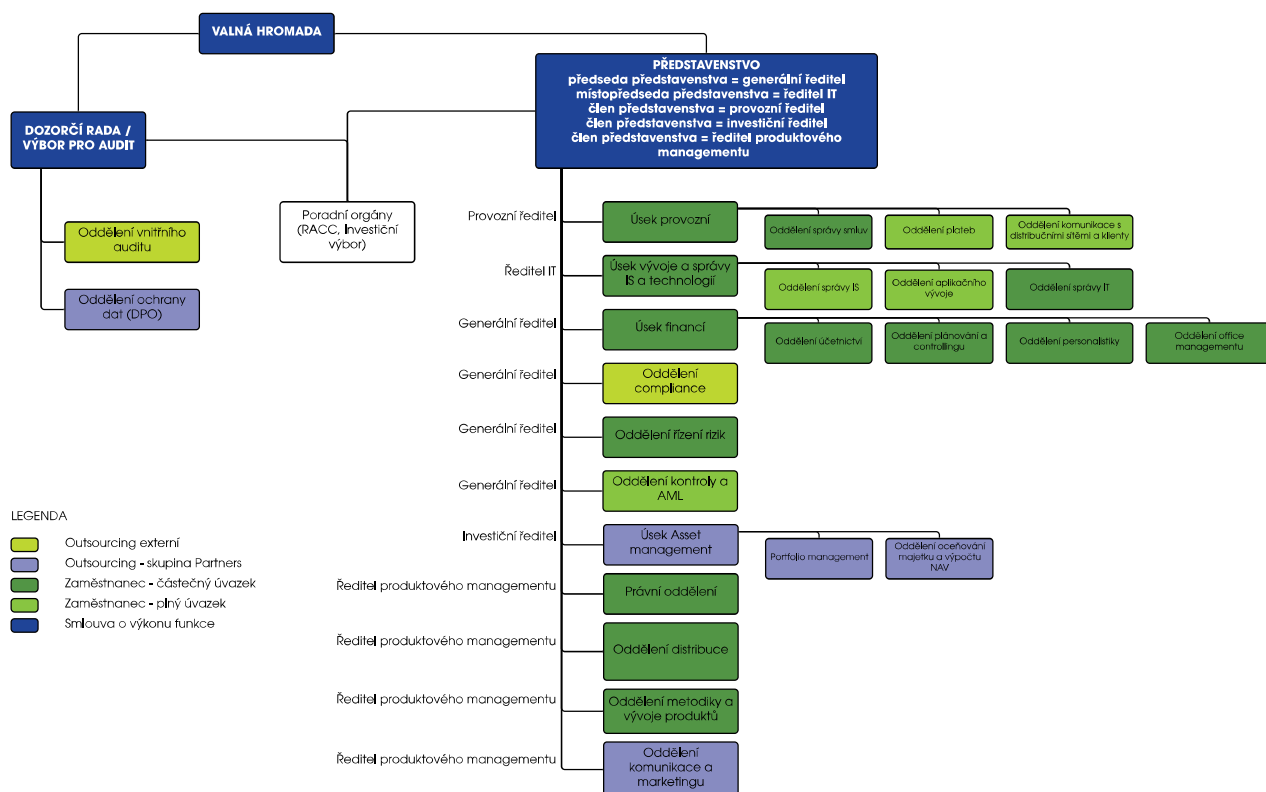 VALNÁ HROMADA
PŘEDSTAVENSTVO
předseda představenstva = generální ředitel
místopředseda představenstva = ředitel IT
člen představenstva = provozní ředitel
člen představenstva = investiční ředitel
člen představenstva = ředitel produktového
managementu
DOZORČÍ RADA /
VÝBOR PRO AUDIT
Oddělení vnitřního
auditu
Oddělení ochrany
dat (DPO)
Poradní orgány
(RACC, Investiční
výbor)
Provozní ředitel
Úsek provozní
Oddělení správy smluv
Oddělení plateb
Oddělení komunikace s
distribučními sítěmi a klienty
Ředitel IT
Úsek vývoje a správy
IS a technologií
Oddělení správy IS
Oddělení aplikačního
vývoje
Oddělení správy IT
Generální ředitel
Úsek financí
Oddělení účetnictví
Oddělení plánování a
controllingu
Oddělení personalistiky
Oddělení office
managementu
Generální ředitel
Oddělení
compliance
Generální ředitel
Oddělení řízení rizik
Generální ředitel
Oddělení kontroly a
AML
Investiční ředitel
Úsek Asset
management
Portfolio management
Oddělení oceňování
majetku a výpočtu
NAV
Ředitel produktového managementu
Právní oddělení
Ředitel produktového managementu
Oddělení distribuce
Ředitel produktového managementu
Oddělení metodiky a
vývoje produktů
Ředitel produktového managementu
Oddělení
komunikace a
marketingu
LEGENDA
Outsourcing externí
Outsourcing - skupina Partners
Zaměstnanec - částečný úvazek
Zaměstnanec - plný úvazek
Smlouva o výkonu funkce